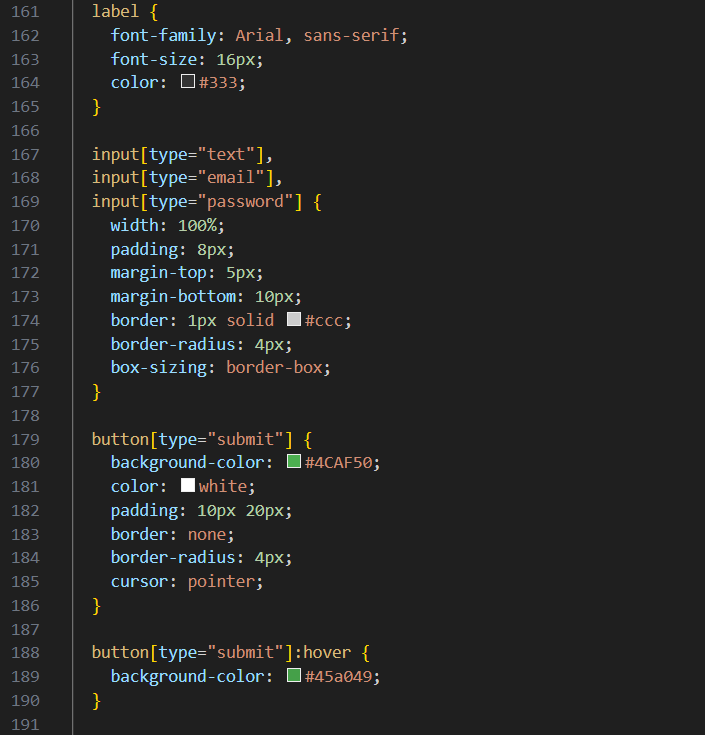 161 label {
162 font-family: Arial, sans-serif;
163 font-size: 16px;
164 color: #333;
165 }
166
167 input[type="text"],
168 input[type="email"],
169 input[type="password"] {
170 width: 100%;
171 padding: 8px;
172 margin-top: 5px;
173 margin-bottom: 10px;
174 border: 1px solid #ccc;
175 border-radius: 4px;
176 box-sizing: border-box;
177 }
178
179 button[type="submit"] {
180 background-color: #4CAF50;
181 color: white;
182 padding: 10px 20px;
183 border: none;
184 border-radius: 4px;
185 cursor: pointer;
186 }
187
188 button[type="submit"]:hover {
189 background-color: #45a049;
190 }
191